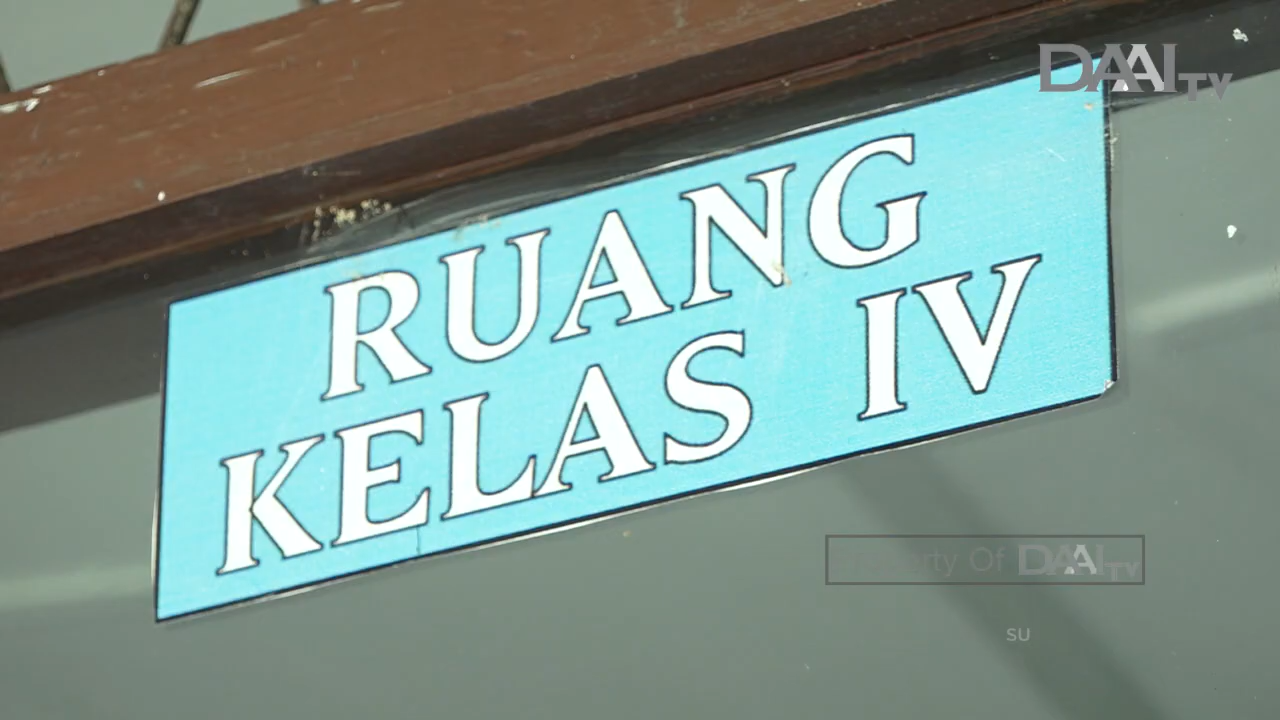 DAAI TV
RUANG
KELAS IV
Property Of DAAI TV
SU